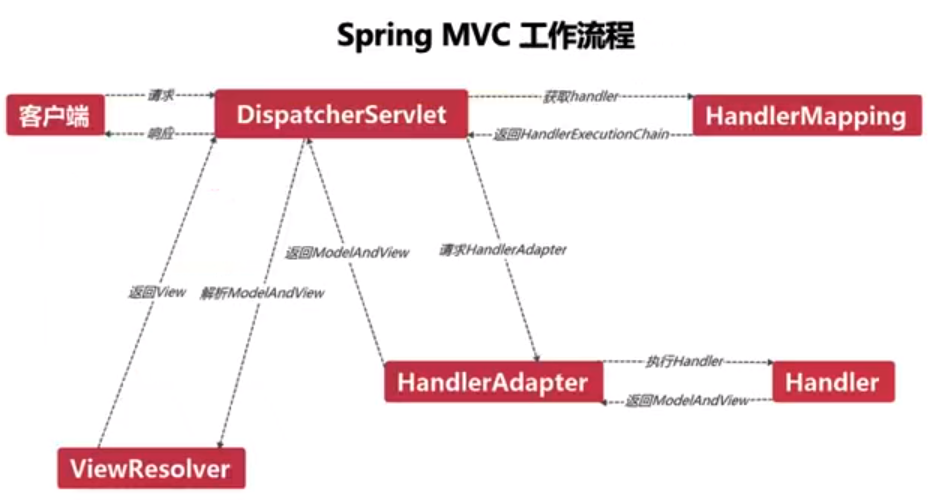 Spring MVC 工作流程
客户端
请求
响应
DispatcherServlet
获取handler
返回HandlerExecutionChain
HandlerMapping
返回ModelAndView
请求HandlerAdapter
返回View
解析ModelAndView
HandlerAdapter
执行Handler
返回ModelAndView
Handler
ViewResolver